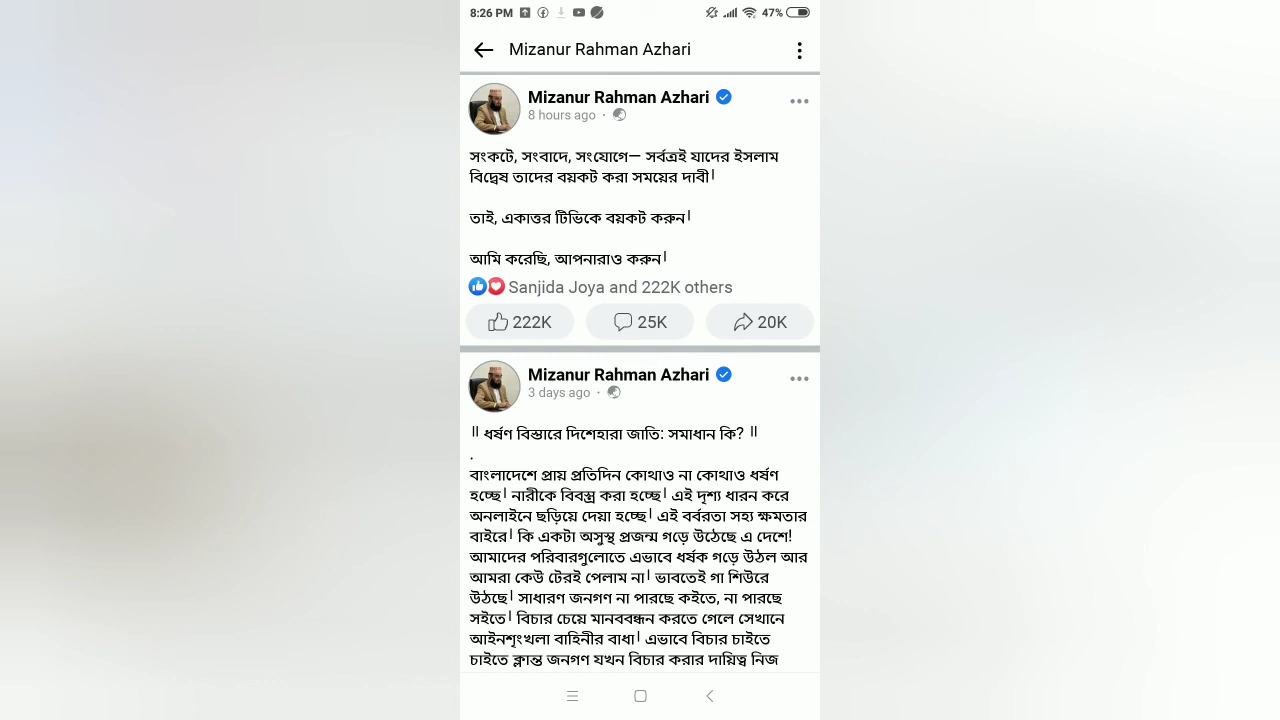 8:26 PM
47%
Mizanur Rahman Azhari
Mizanur Rahman Azhari
8 hours ago ·
সংকটে, সংবাদে, সংযোগে— সর্বত্রই যাদের ইসলাম
বিদ্বেষ তাদের বয়কট করা সময়ের দাবী।
তাই, একাত্তর টিভিকে বয়কট করুন।
আমি করেছি, আপনারাও করুন।
Sanjida Joya and 222K others
222K
25K
20K
Mizanur Rahman Azhari
3 days ago ·
॥ ধর্ষণ বিস্তারে দিশেহারা জাতি: সমাধান কি? ॥
.
বাংলাদেশে প্রায় প্রতিদিন কোথাও না কোথাও ধর্ষণ
হচ্ছে। নারীকে বিবস্ত্র করা হচ্ছে। এই দৃশ্য ধারন করে
অনলাইনে ছড়িয়ে দেয়া হচ্ছে। এই বর্বরতা সহ্য ক্ষমতার
বাইরে। কি একটা অসুস্থ প্রজন্ম গড়ে উঠেছে এ দেশে!
আমাদের পরিবারগুলোতে এভাবে ধর্ষক গড়ে উঠল আর
আমরা কেউ টেরই পেলাম না। ভাবতেই গা শিউরে
উঠছে। সাধারণ জনগণ না পারছে কইতে, না পারছে
সইতে। বিচার চেয়ে মানববন্ধন করতে গেলে সেখানে
আইনশৃংখলা বাহিনীর বাধা। এভাবে বিচার চাইতে
চাইতে ক্লান্ত জনগণ যখন বিচার করার দায়িত্ব নিজ